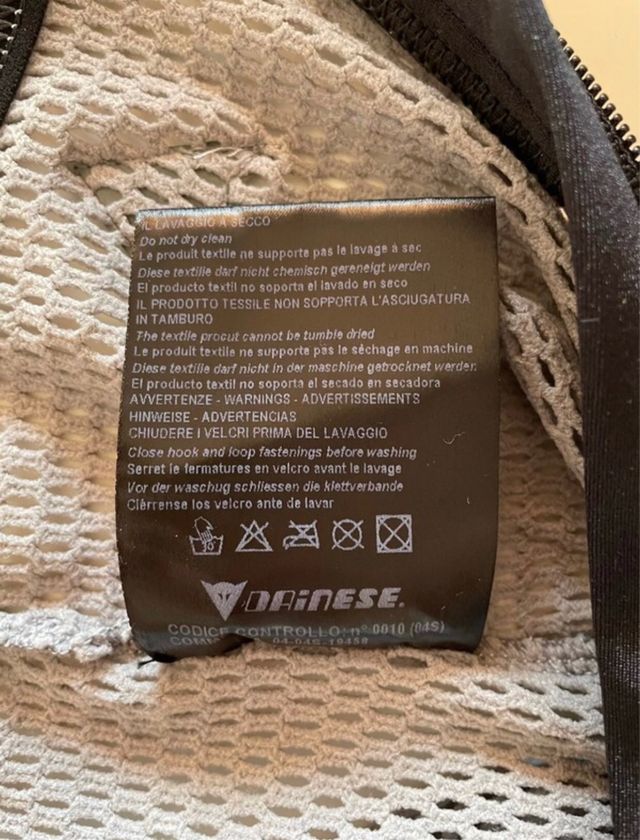 IL LAVAGGIO A SECCO
Do not dry clean
Le produit textile ne supporte pas le lavage à sec
Diese textilie darf nicht chemisch gereneigt werden
El producto textil no soporta el lavado en seco
IL PRODOTTO TESSILE NON SOPPORTA L'ASCIUGATURA
IN TAMBURO
The textile procut cannot be tumble dried
Le produit textile ne supporte pas le séchage en machine
Diese textilie darf nicht in der maschine getrocknet werden
El producto textil no soporta el secado en secadora
AVVERTENZE - WARNINGS - ADVERTISSEMENTS
HINWEISE - ADVERTENCIAS
CHIUDERE I VELCRI PRIMA DEL LAVAGGIO
Close hook and loop fastenings before washing
Serret le fermatures en velcro avant le lavage
Vor der waschug schliessen die klettverbande
Clèrrense los velcro ante de lavar
30
DAINESE.
CODICE CONTROLLO: n° 0010 (04S)
04-04S-19458